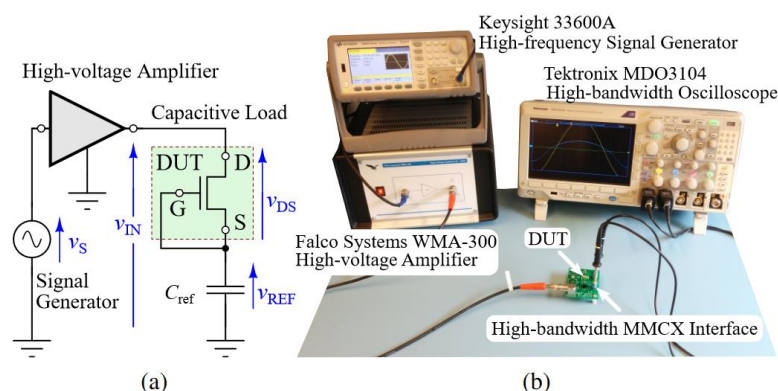 High-voltage Amplifier
Capacitive Load
DUT
D
G
S
vDS
vIN
vS
Signal
Generator
Cref
vREF
(a)
Keysight 33600A
High-frequency Signal Generator
Tektronix MDO3104
High-bandwidth Oscilloscope
Falco Systems WMA-300
High-voltage Amplifier
DUT
High-bandwidth MMCX Interface
(b)